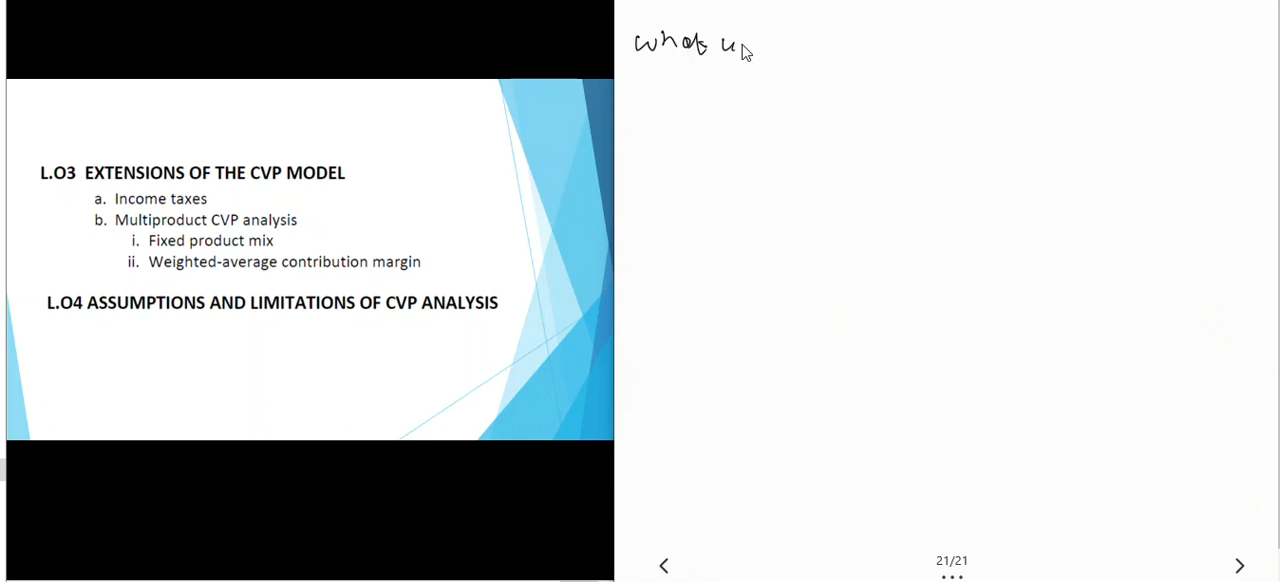 L.O3 EXTENSIONS OF THE CVP MODEL
a. Income taxes
b. Multiproduct CVP analysis
i. Fixed product mix
ii. Weighted-average contribution margin
L.O4 ASSUMPTIONS AND LIMITATIONS OF CVP ANALYSIS
what
21/21